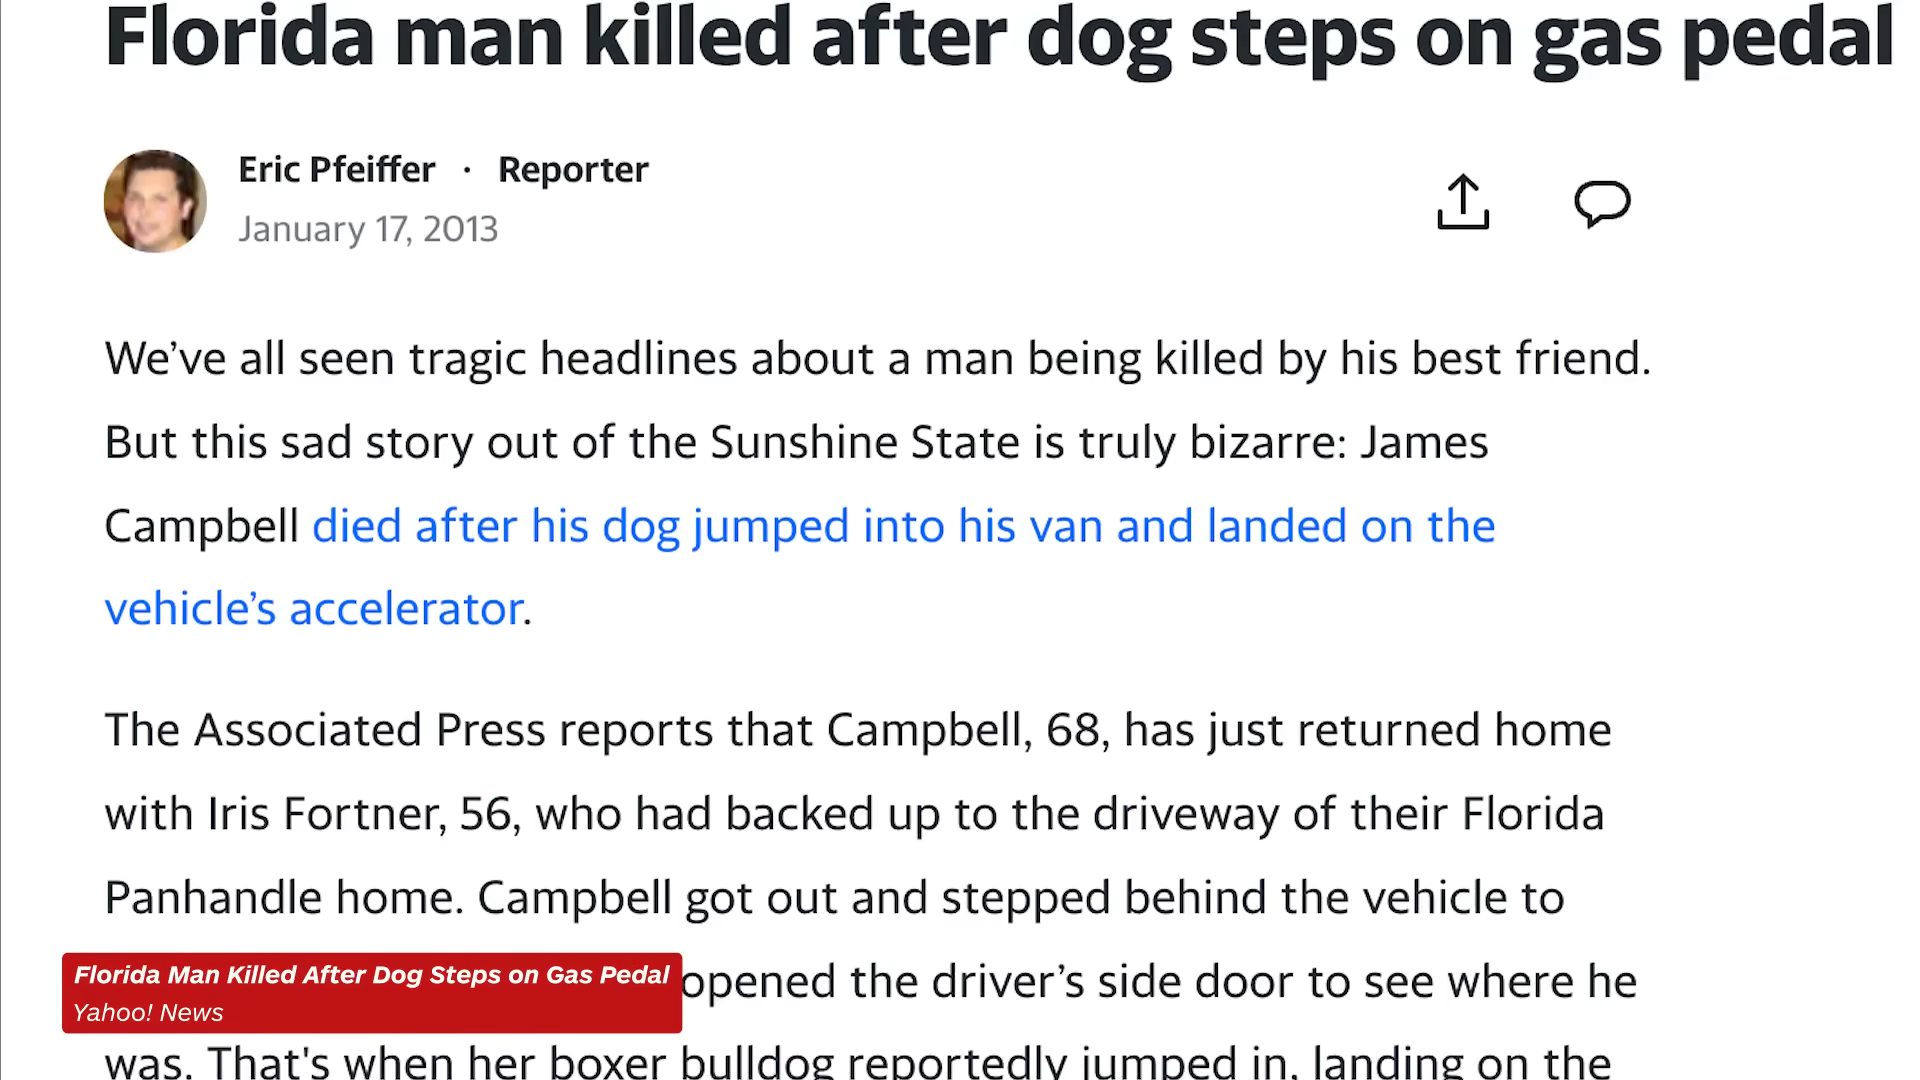 Florida man killed after dog steps on gas pedal
Eric Pfeiffer · Reporter
January 17, 2013
We’ve all seen tragic headlines about a man being killed by his best friend.
But this sad story out of the Sunshine State is truly bizarre: James
Campbell died after his dog jumped into his van and landed on the
vehicle’s accelerator.
The Associated Press reports that Campbell, 68, has just returned home
with Iris Fortner, 56, who had backed up to the driveway of their Florida
Panhandle home. Campbell got out and stepped behind the vehicle to
opened the driver’s side door to see where he
Florida Man Killed After Dog Steps on Gas Pedal
Yahoo! News
was. That's when her boxer bulldog reportedly jumped in, landing on the